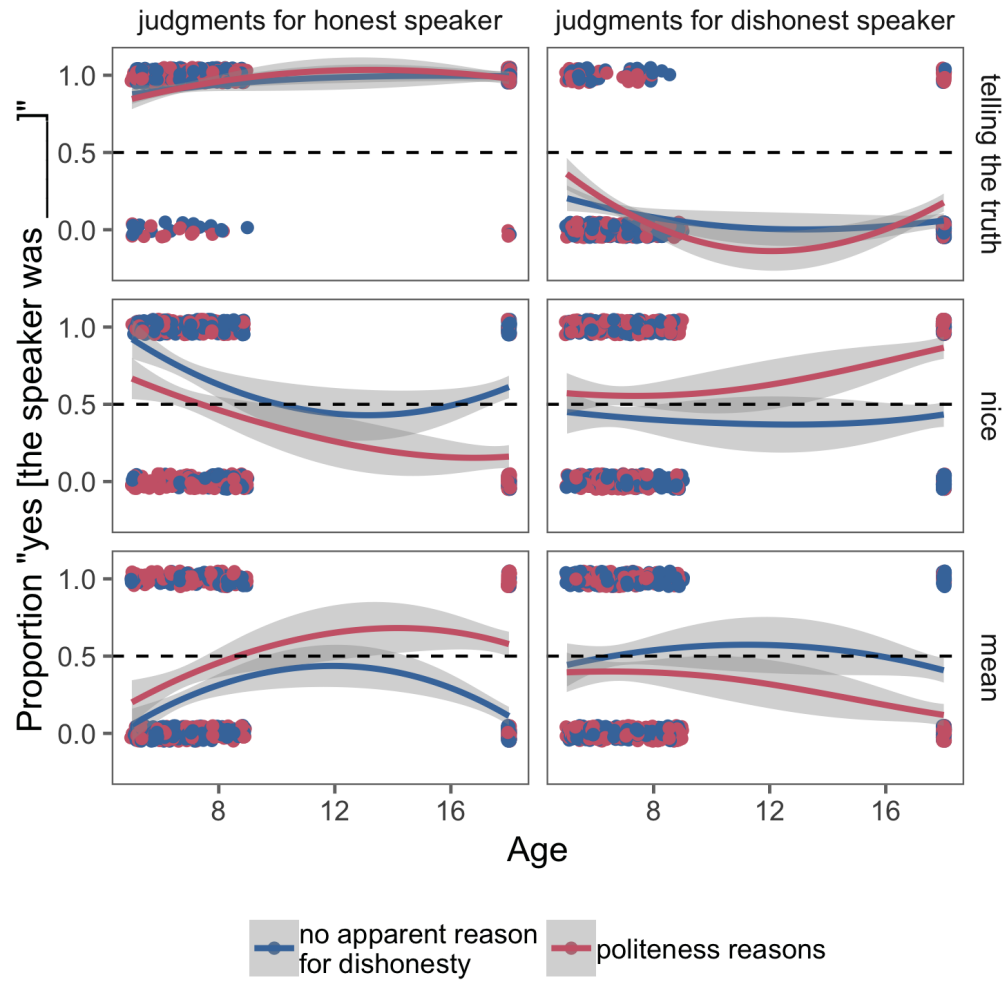 judgments for honest speaker
judgments for dishonest speaker
Proportion "yes [the speaker was ______]"
1.0
0.5
0.0
telling the truth
1.0
0.5
0.0
nice
1.0
0.5
0.0
mean
8
12
16
8
12
16
Age
no apparent reason
for dishonesty
politeness reasons